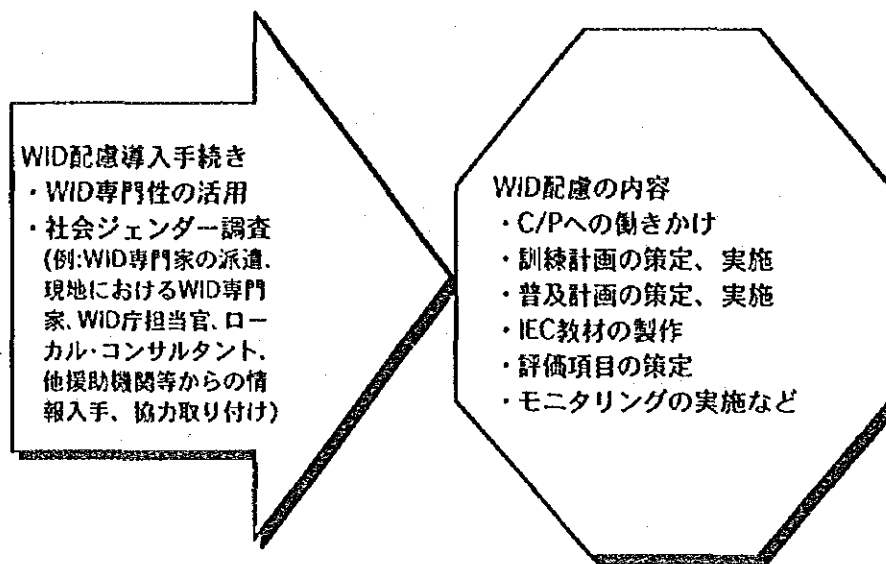 WID配慮導入手続き
・WID専門性の活用
・社会ジェンダー調査
(例:WID専門家の派遣、
現地におけるWID専門
家、WID庁担当官、ロー
カル・コンサルタント、
他援助機関等からの情
報入手、協力取り付け)
WID配慮の内容
・C/Pへの働きかけ
・訓練計画の策定、実施
・普及計画の策定、実施
・IEC教材の製作
・評価項目の策定
・モニタリングの実施など